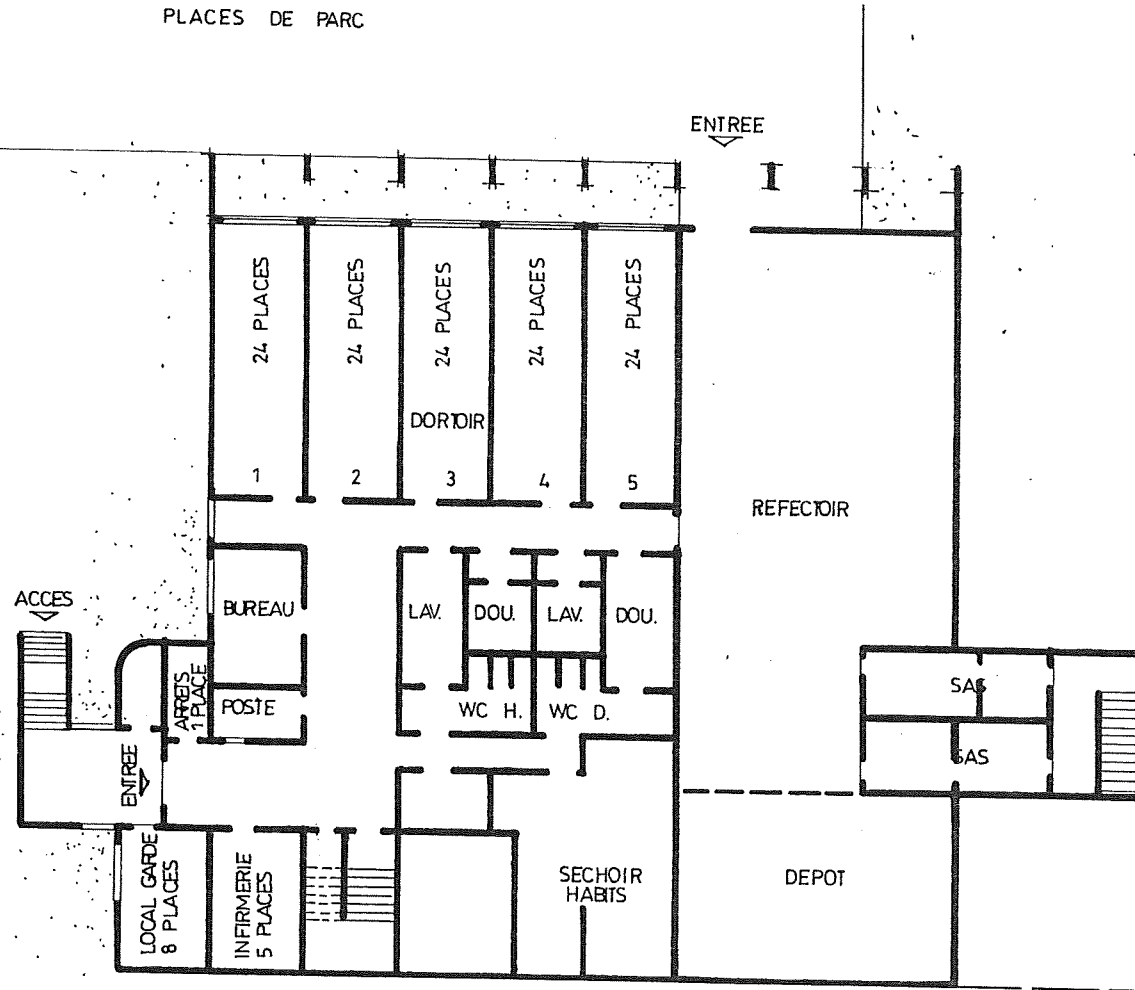 PLACES DE PARC
ENTREE
24 PLACES
24 PLACES
24 PLACES
24 PLACES
24 PLACES
DORTOIR
1
2
3
4
5
REFECTOIR
ACCES
BUREAU
LAV.
DOU.
LAV.
DOU.
ARRETS
1 PLACE
POSTE
WC H.
WC D.
SAS
SAS
ENTREE
LOCAL GARDE
8 PLACES
INFIRMERIE
5 PLACES
SECHOIR
HABITS
DEPOT